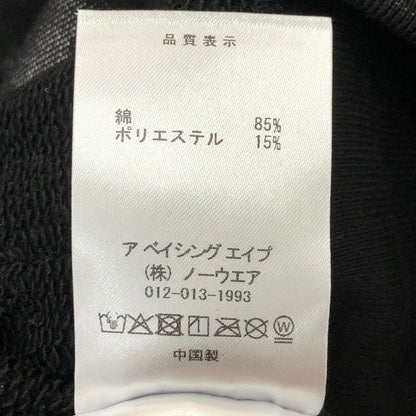 品質表示
綿 85%
ポリエステル 15%
ア ベイシング エイプ
(株) ノーウエア
012-013-1993
中国製